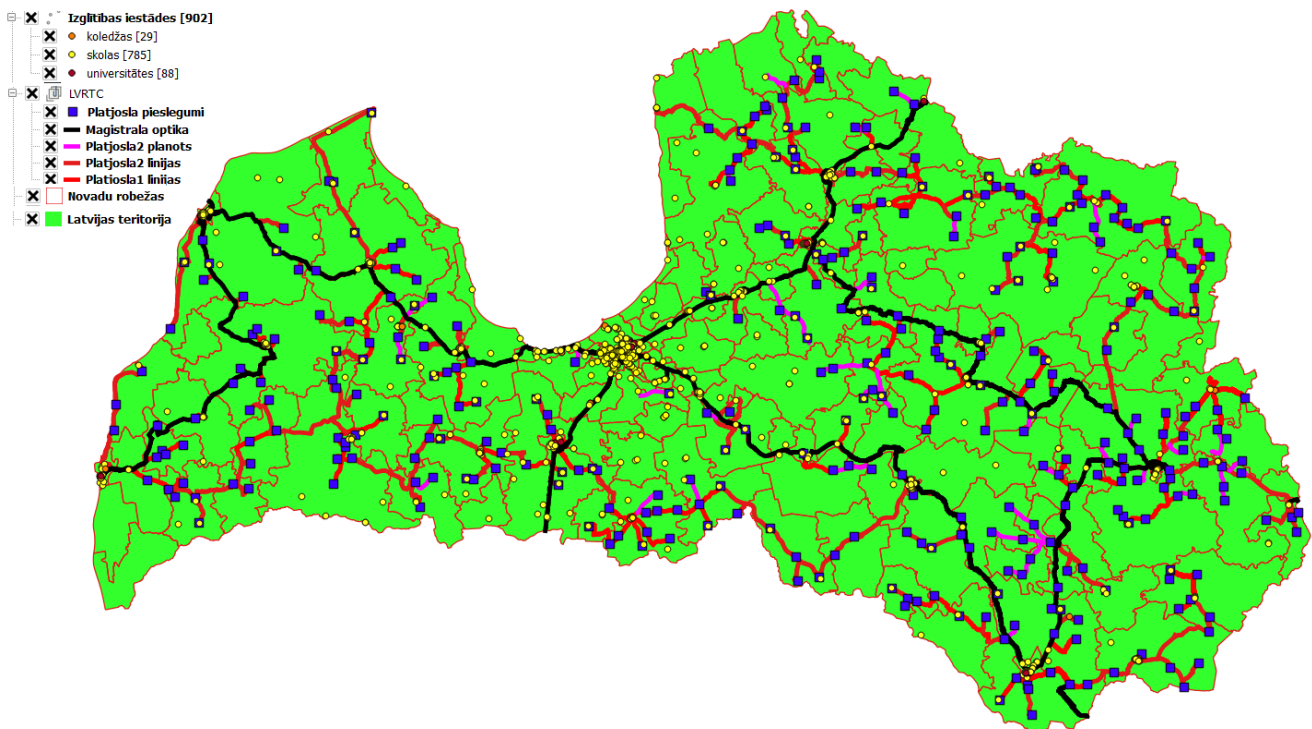 Izglītības iestādes [902]
koledžas [29]
skolas [785]
universitātes [88]
LVRTC
Platjosla pieslegumi
Magistrala optika
Platjosla2 planots
Platjosla2 linijas
Platjosla1 linijas
Novadu robežas
Latvijas teritorija